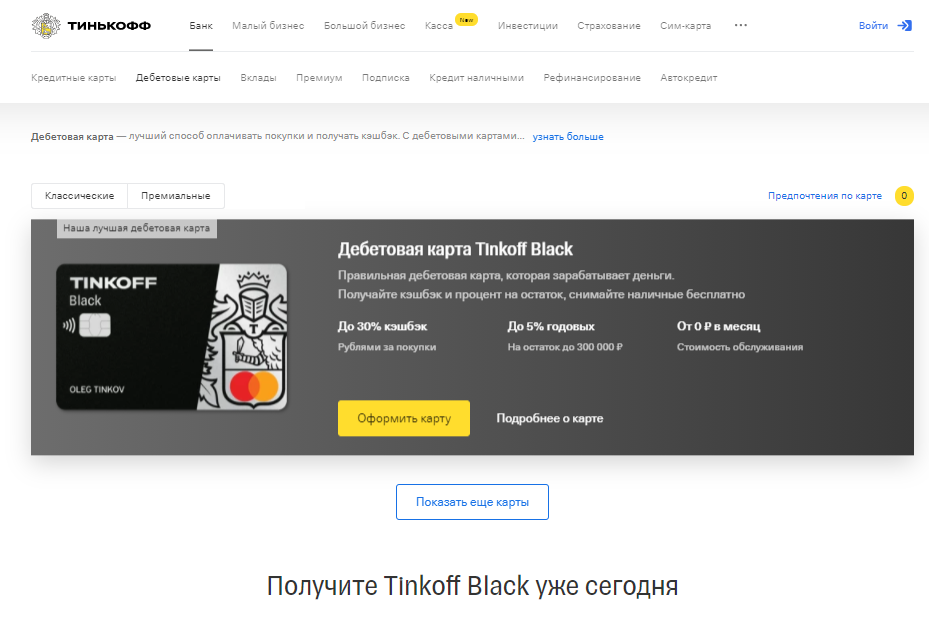 ТИНЬКОФФ
Банк Малый бизнес Большой бизнес Касса New Инвестиции Страхование Сим-карта ••• Войти
Кредитные карты Дебетовые карты Вклады Премиум Подписка Кредит наличными Рефинансирование Автокредит
Дебетовая карта — лучший способ оплачивать покупки и получать кэшбэк. С дебетовыми картами... узнать больше
Классические Премиальные Предпочтения по карте 0
Наша лучшая дебетовая карта
TINKOFF
Black
T
OLEG TINKOV
Дебетовая карта Tinkoff Black
Правильная дебетовая карта, которая зарабатывает деньги.
Получайте кэшбэк и процент на остаток, снимайте наличные бесплатно
До 30% кэшбэк До 5% годовых От 0 ₽ в месяц
Рублями за покупки На остаток до 300 000 ₽ Стоимость обслуживания
Оформить карту Подробнее о карте
Показать еще карты
Получите Tinkoff Black уже сегодня